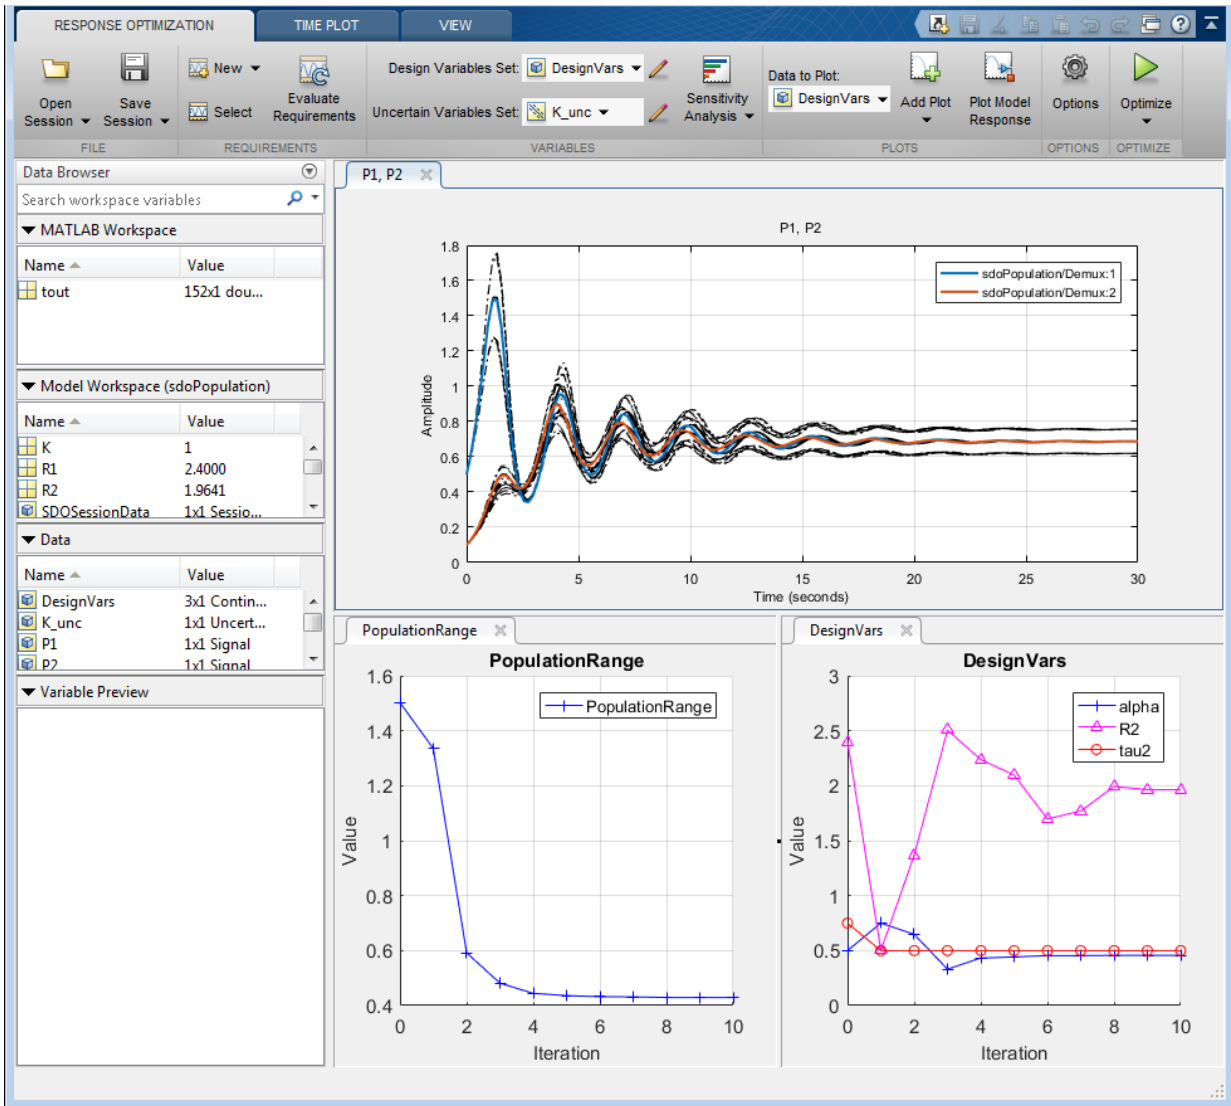 RESPONSE OPTIMIZATION TIME PLOT VIEW
Open Session
Save Session
New
Select
Evaluate Requirements
Design Variables Set: DesignVars
Uncertain Variables Set: K_unc
Sensitivity Analysis
Data to Plot:
DesignVars
Add Plot
Plot Model Response
Options
Optimize
FILE REQUIREMENTS VARIABLES PLOTS OPTIONS OPTIMIZE
Data Browser
Search workspace variables
MATLAB Workspace
Name Value
tout 152x1 dou...
Model Workspace (sdoPopulation)
Name Value
K 1
R1 2.4000
R2 1.9641
SDOSessionData 1x1 Sessio...
Data
Name Value
DesignVars 3x1 Contin...
K_unc 1x1 Uncert...
P1 1x1 Signal
P2 1x1 Signal
Variable Preview
P1, P2
P1, P2
sdoPopulation/Demux:1
sdoPopulation/Demux:2
Amplitude
1.8
1.6
1.4
1.2
1
0.8
0.6
0.4
0.2
0
0 5 10 15 20 25 30
Time (seconds)
PopulationRange
PopulationRange
PopulationRange
Value
1.6
1.4
1.2
1
0.8
0.6
0.4
0 2 4 6 8 10
Iteration
DesignVars
DesignVars
alpha
R2
tau2
Value
3
2.5
2
1.5
1
0.5
0
0 2 4 6 8 10
Iteration